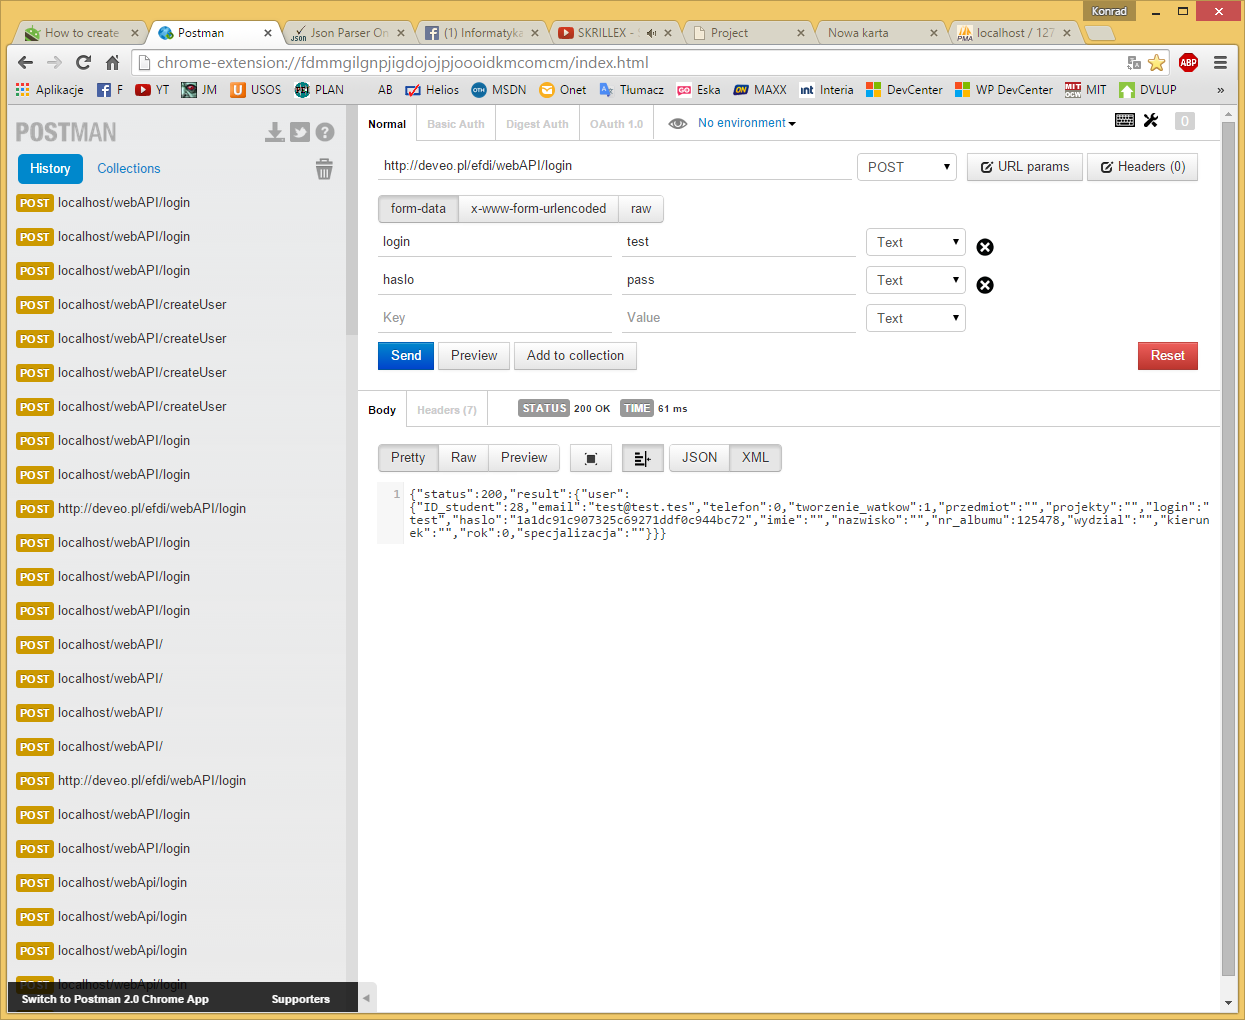 Konrad
How to create
Postman
Json Parser On
(1) Informatyka
SKRILLEX -
Project
Nowa karta
localhost / 127
chrome-extension://fdmmgilgnpjigdojojpjoooidkmcomcm/index.html
Aplikacje F YT JM USOS PLAN AB Helios MSDN Onet Tłumacz Eska MAXX Interia DevCenter WP DevCenter MIT DVLUP »
POSTMAN
History Collections
POST localhost/webAPI/login
POST localhost/webAPI/login
POST localhost/webAPI/login
POST localhost/webAPI/createUser
POST localhost/webAPI/createUser
POST localhost/webAPI/createUser
POST localhost/webAPI/createUser
POST localhost/webAPI/login
POST localhost/webAPI/login
POST http://deveo.pl/efdi/webAPI/login
POST localhost/webAPI/login
POST localhost/webAPI/login
POST localhost/webAPI/login
POST localhost/webAPI/
POST localhost/webAPI/
POST localhost/webAPI/
POST localhost/webAPI/
POST http://deveo.pl/efdi/webAPI/login
POST localhost/webAPI/login
POST localhost/webAPI/login
POST localhost/webApi/login
POST localhost/webApi/login
POST localhost/webApi/login
POST localhost/webApi/login
Switch to Postman 2.0 Chrome App Supporters
Normal Basic Auth Digest Auth OAuth 1.0 No environment 0
http://deveo.pl/efdi/webAPI/login POST URL params Headers (0)
form-data x-www-form-urlencoded raw
login test Text
haslo pass Text
Key Value Text
Send Preview Add to collection Reset
Body Headers (7) STATUS 200 OK TIME 61 ms
Pretty Raw Preview JSON XML
1 {"status":200,"result":{"user":
{"ID_student":28,"email":"test@test.tes","telefon":0,"tworzenie_watkow":1,"przedmiot":"","projekty":"","login":"
test","haslo":"1a1dc91c907325c69271ddf0c944bc72","imie":"","nazwisko":"","nr_albumu":125478,"wydzial":"","kierun
ek":"","rok":0,"specjalizacja":""}}}